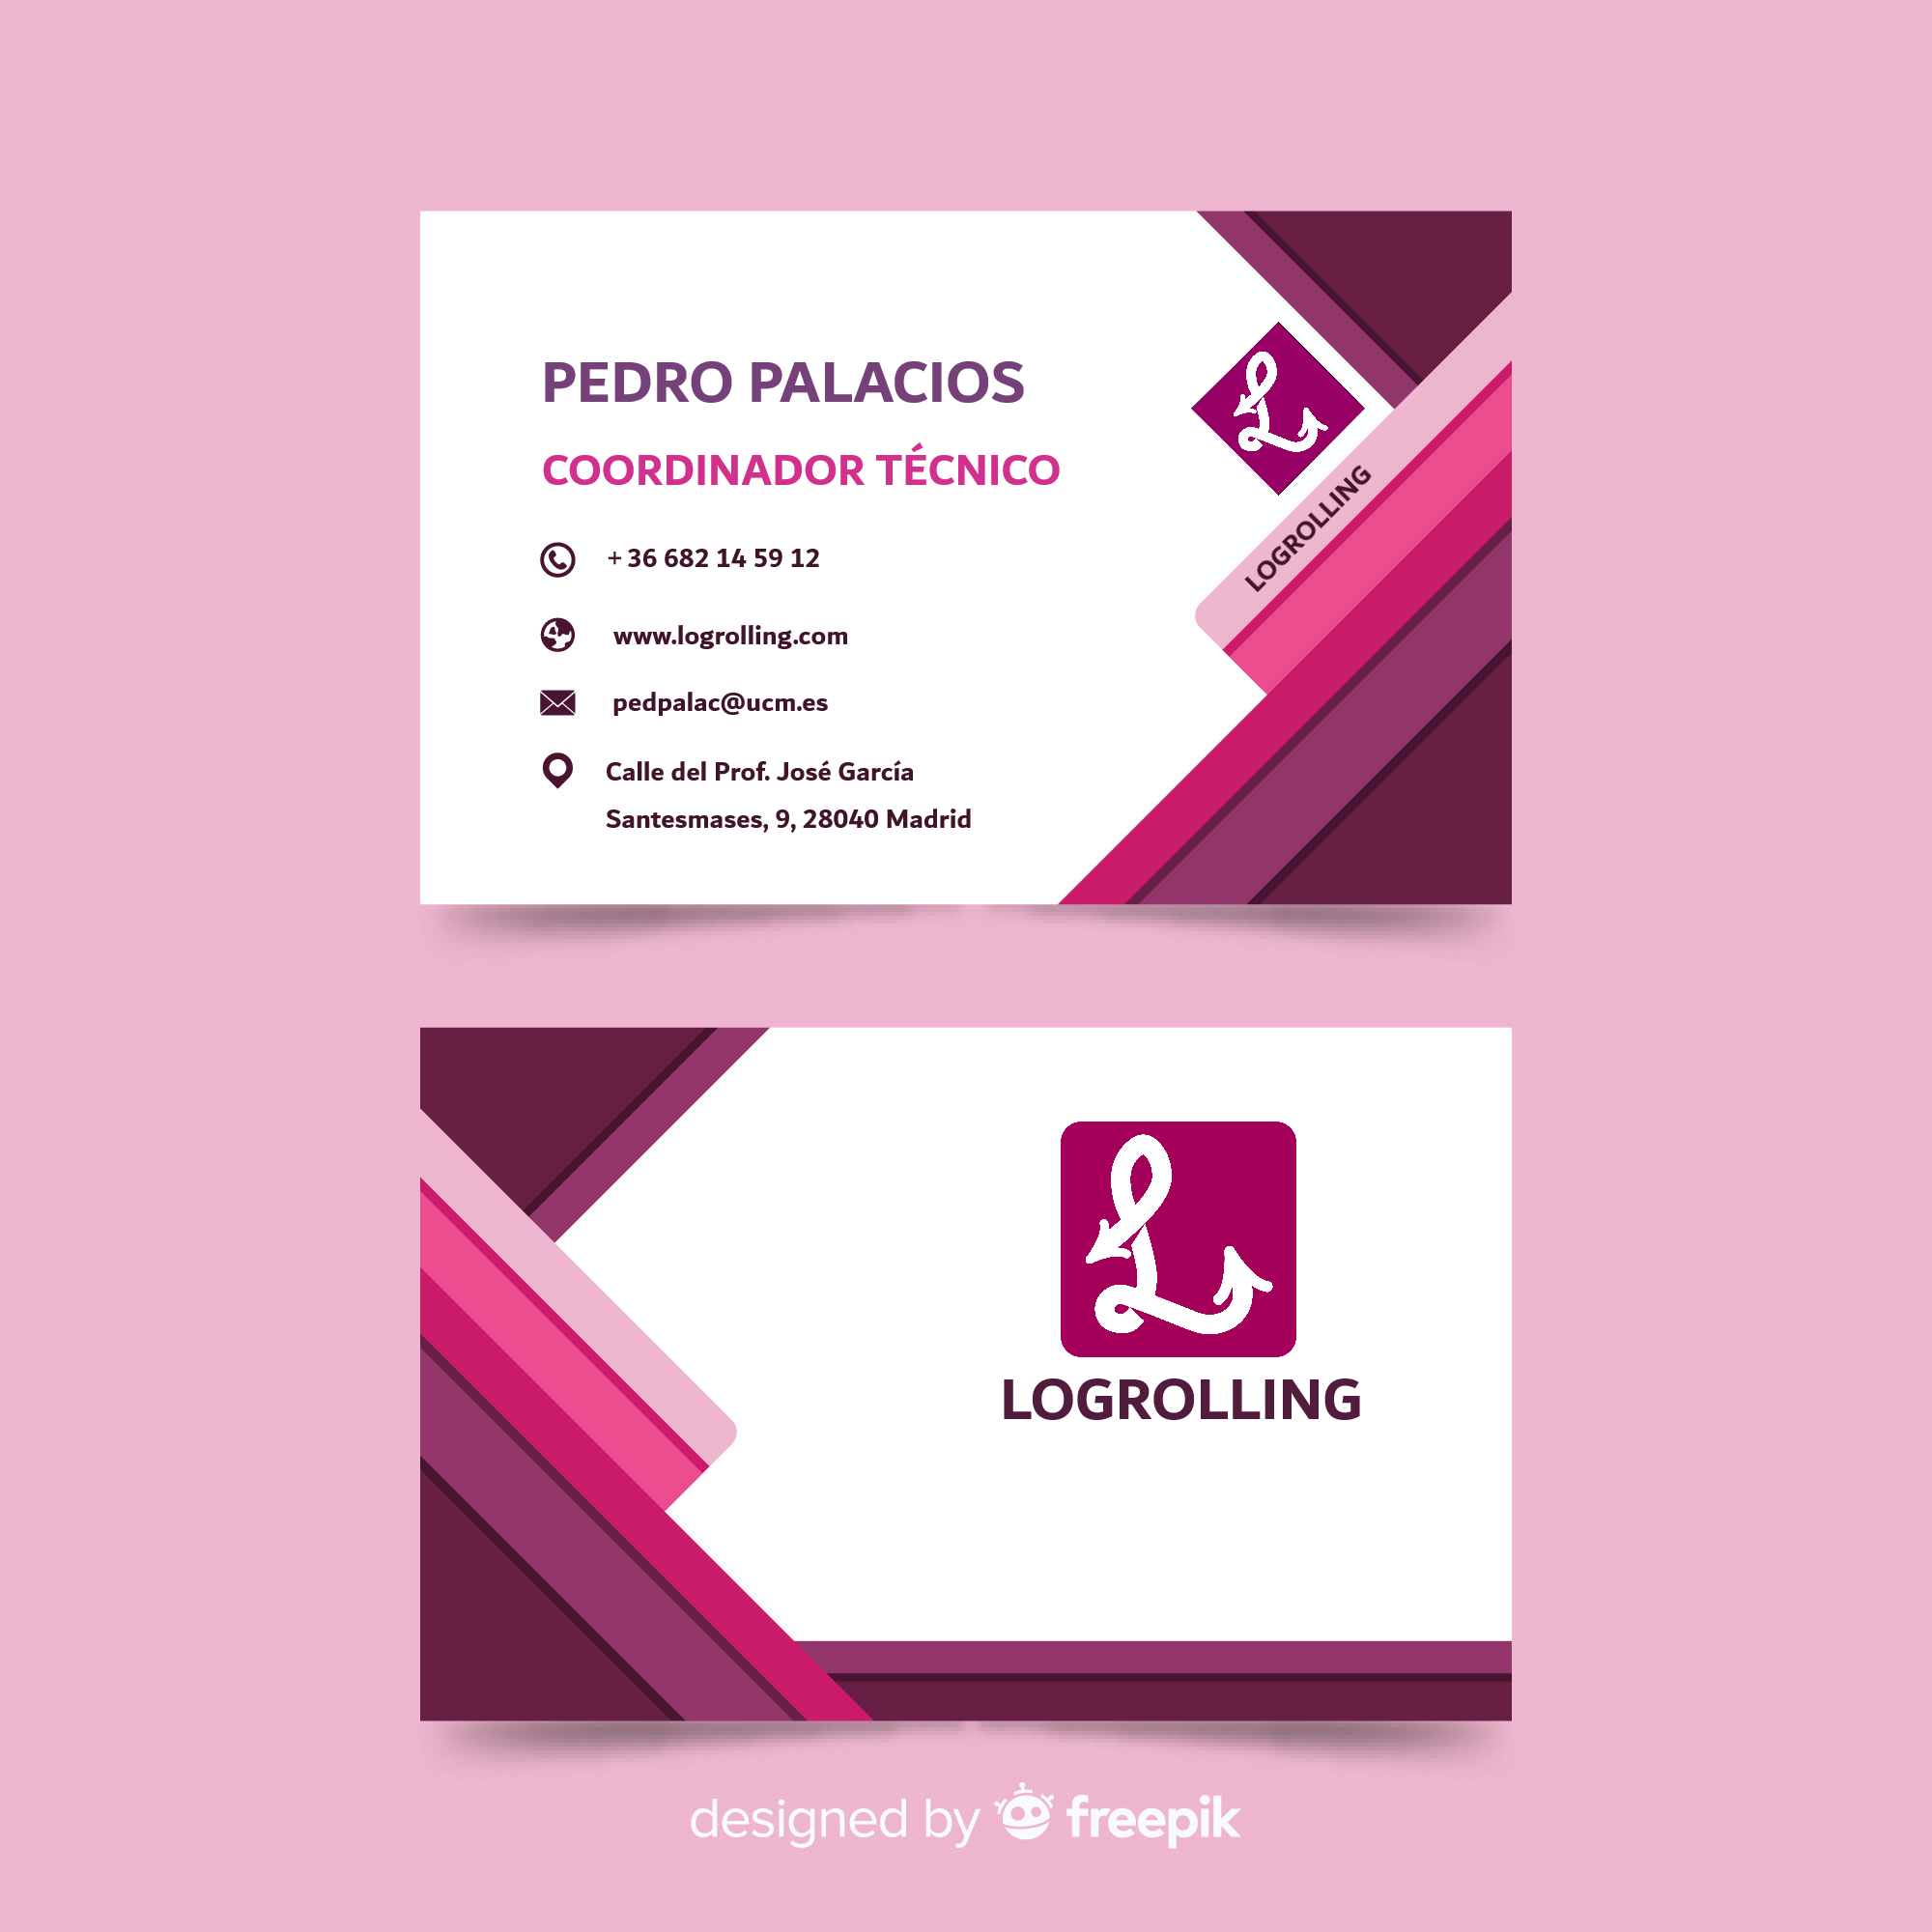 PEDRO PALACIOS
COORDINADOR TÉCNICO
+ 36 682 14 59 12
www.logrolling.com
pedpalac@ucm.es
Calle del Prof. José García
Santesmases, 9, 28040 Madrid
L
LOGROLLING
L
LOGROLLING
designed by freepik